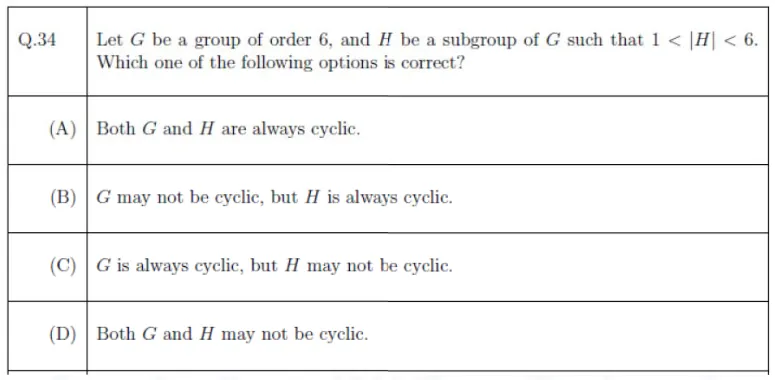 Q.34 Let G be a group of order 6, and H be a subgroup of G such that 1 < |H| < 6.
Which one of the following options is correct?
(A) Both G and H are always cyclic.
(B) G may not be cyclic, but H is always cyclic.
(C) G is always cyclic, but H may not be cyclic.
(D) Both G and H may not be cyclic.